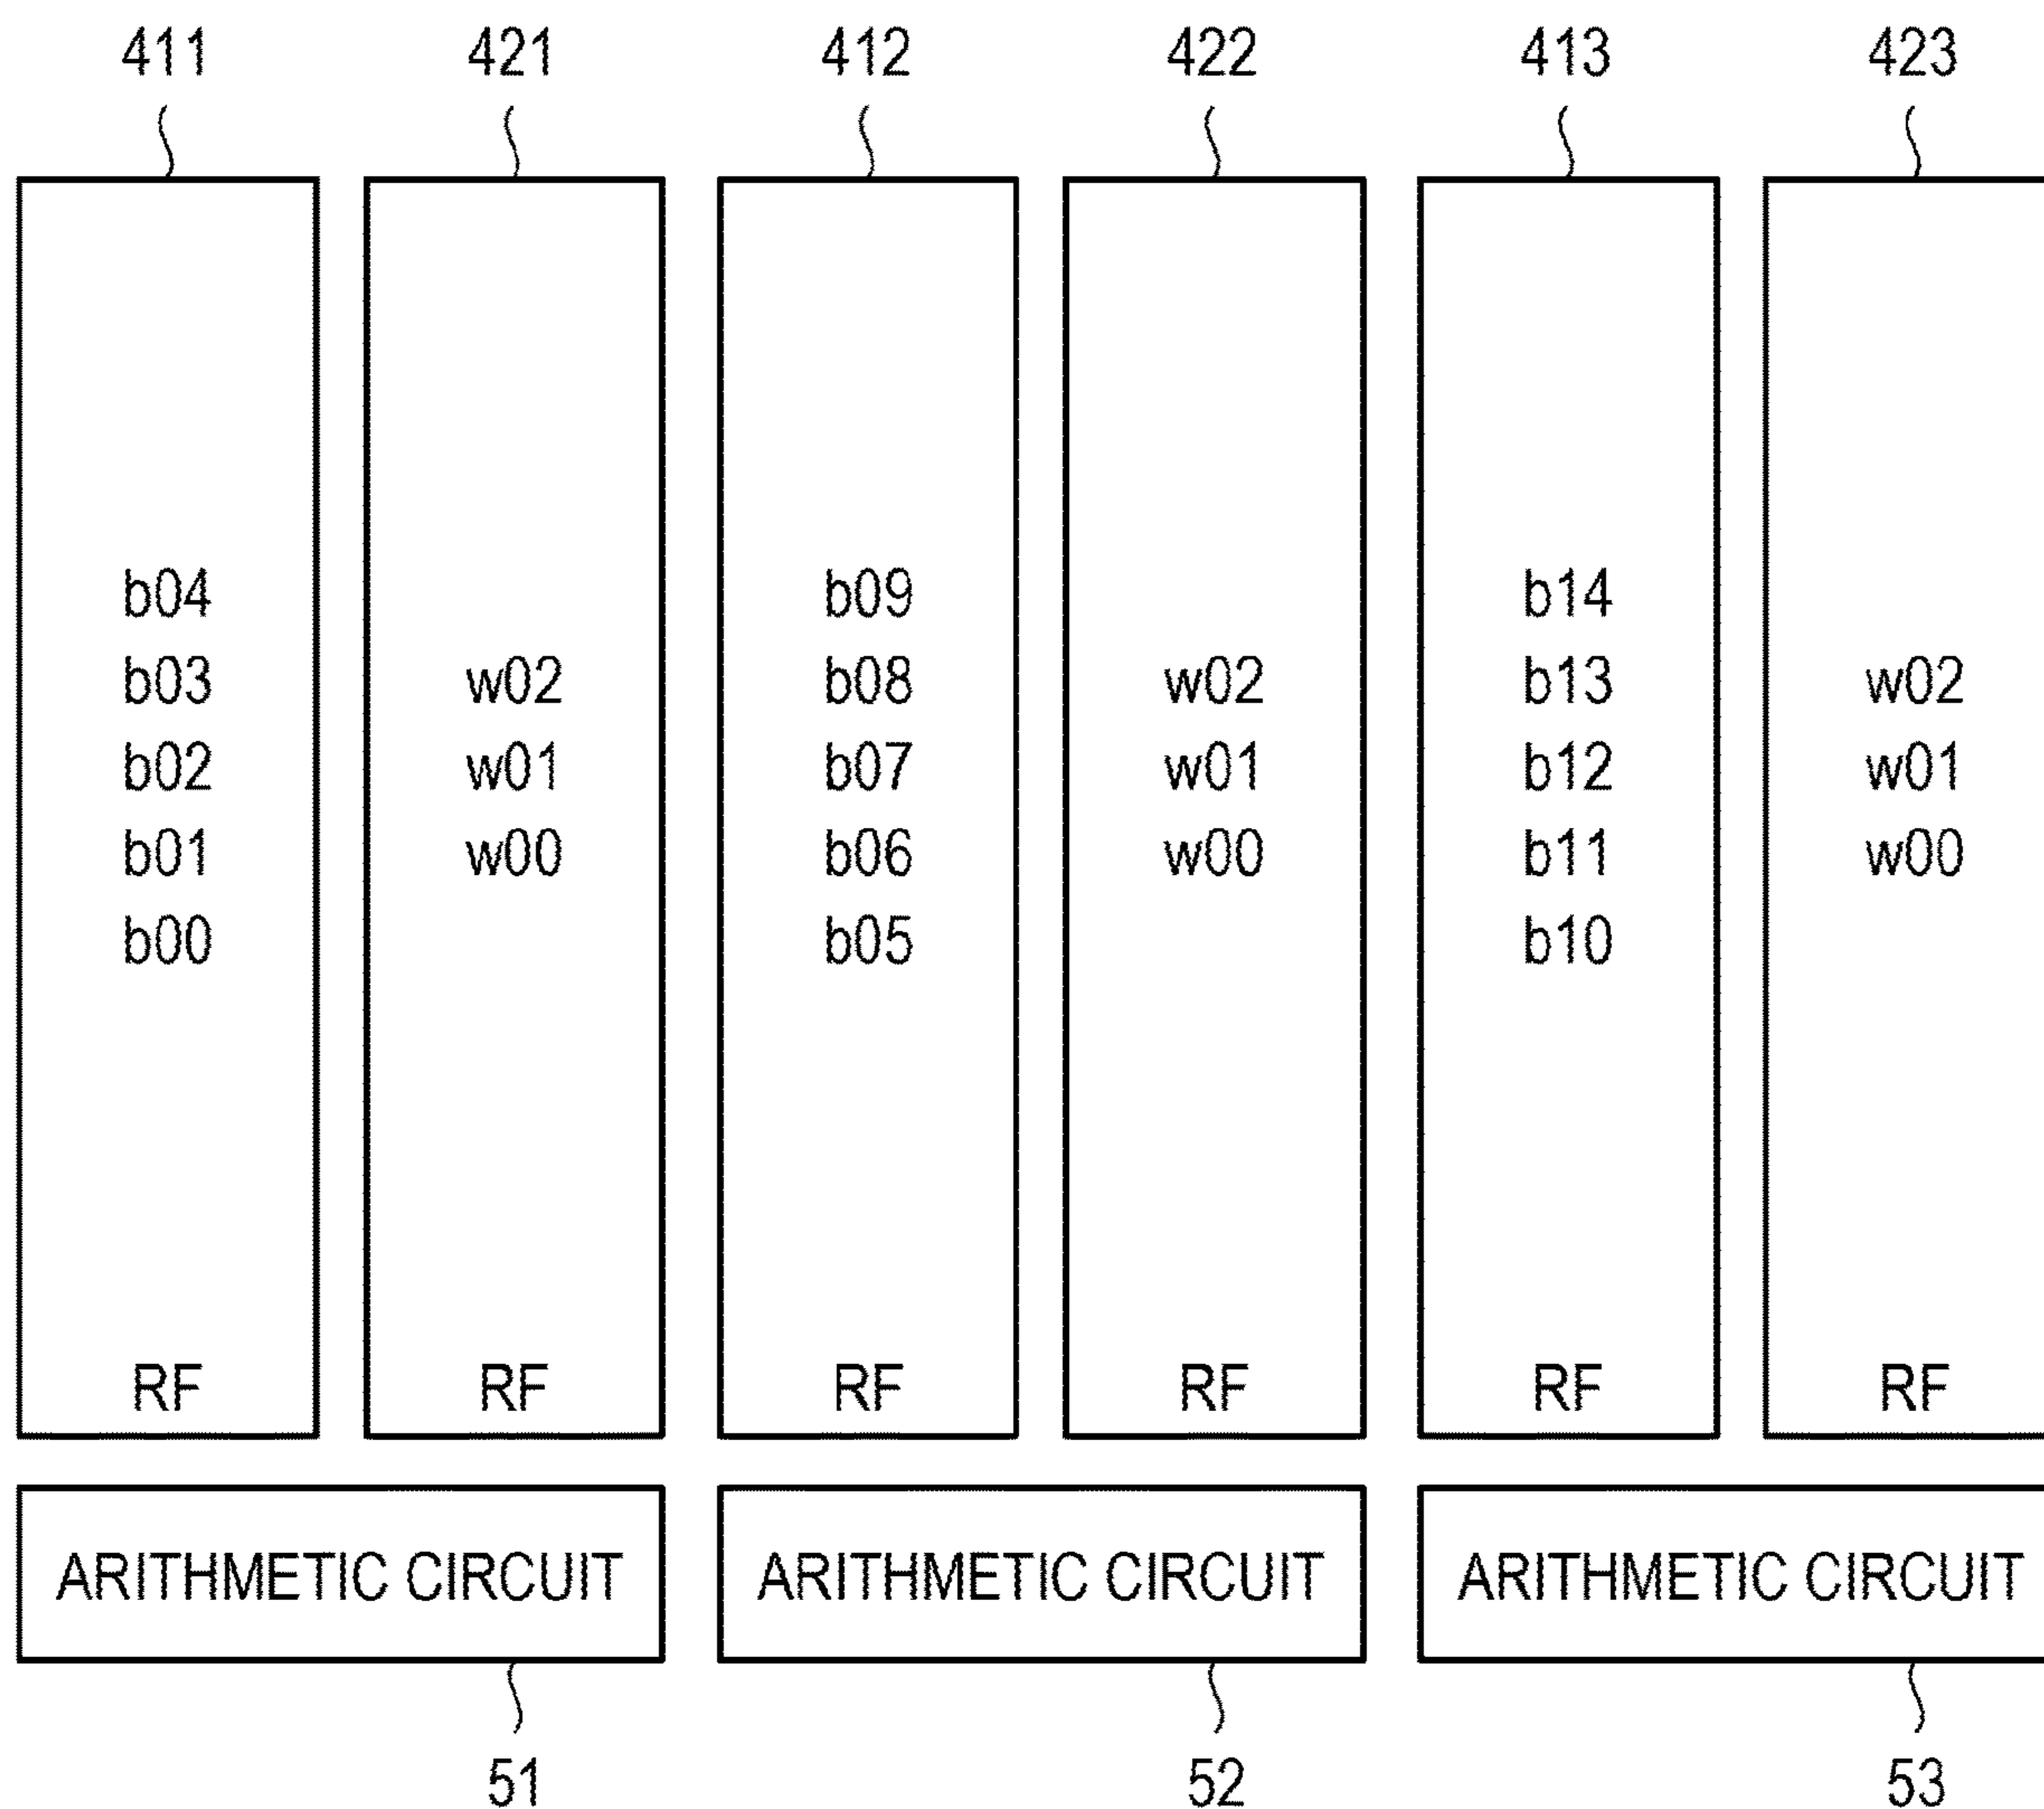 411 421 412 422 413 423
b04 b09 b14
b03 w02 b08 w02 b13 w02
b02 w01 b07 w01 b12 w01
b01 w00 b06 w00 b11 w00
b00 b05 b10
RF RF RF RF RF RF
ARITHMETIC CIRCUIT ARITHMETIC CIRCUIT ARITHMETIC CIRCUIT
51 52 53